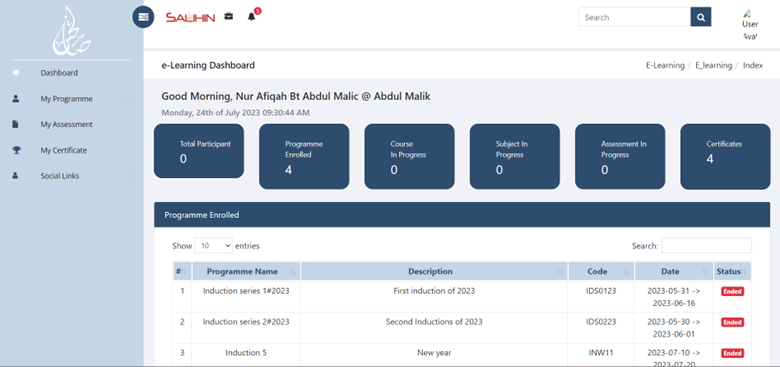 SALIHIN
5
Search
User
Ava
Dashboard
My Programme
My Assessment
My Certificate
Social Links
e-Learning Dashboard
E-Learning / E_learning / Index
Good Morning, Nur Afiqah Bt Abdul Malic @ Abdul Malik
Monday, 24th of July 2023 09:30:44 AM
Total Participant
0
Programme
Enrolled
4
Course
In Progress
0
Subject In
Progress
0
Assessment In
Progress
0
Certificates
4
Programme Enrolled
Show 10 entries
Search:
# Programme Name Description Code Date Status
1 Induction series 1#2023 First induction of 2023 IDS0123 2023-05-31 -> Ended
2023-06-16
2 Induction series 2#2023 Second Inductions of 2023 IDS0223 2023-05-30 -> Ended
2023-06-01
3 Induction 5 New year INW11 2023-07-10 -> Ended
2023-07-20